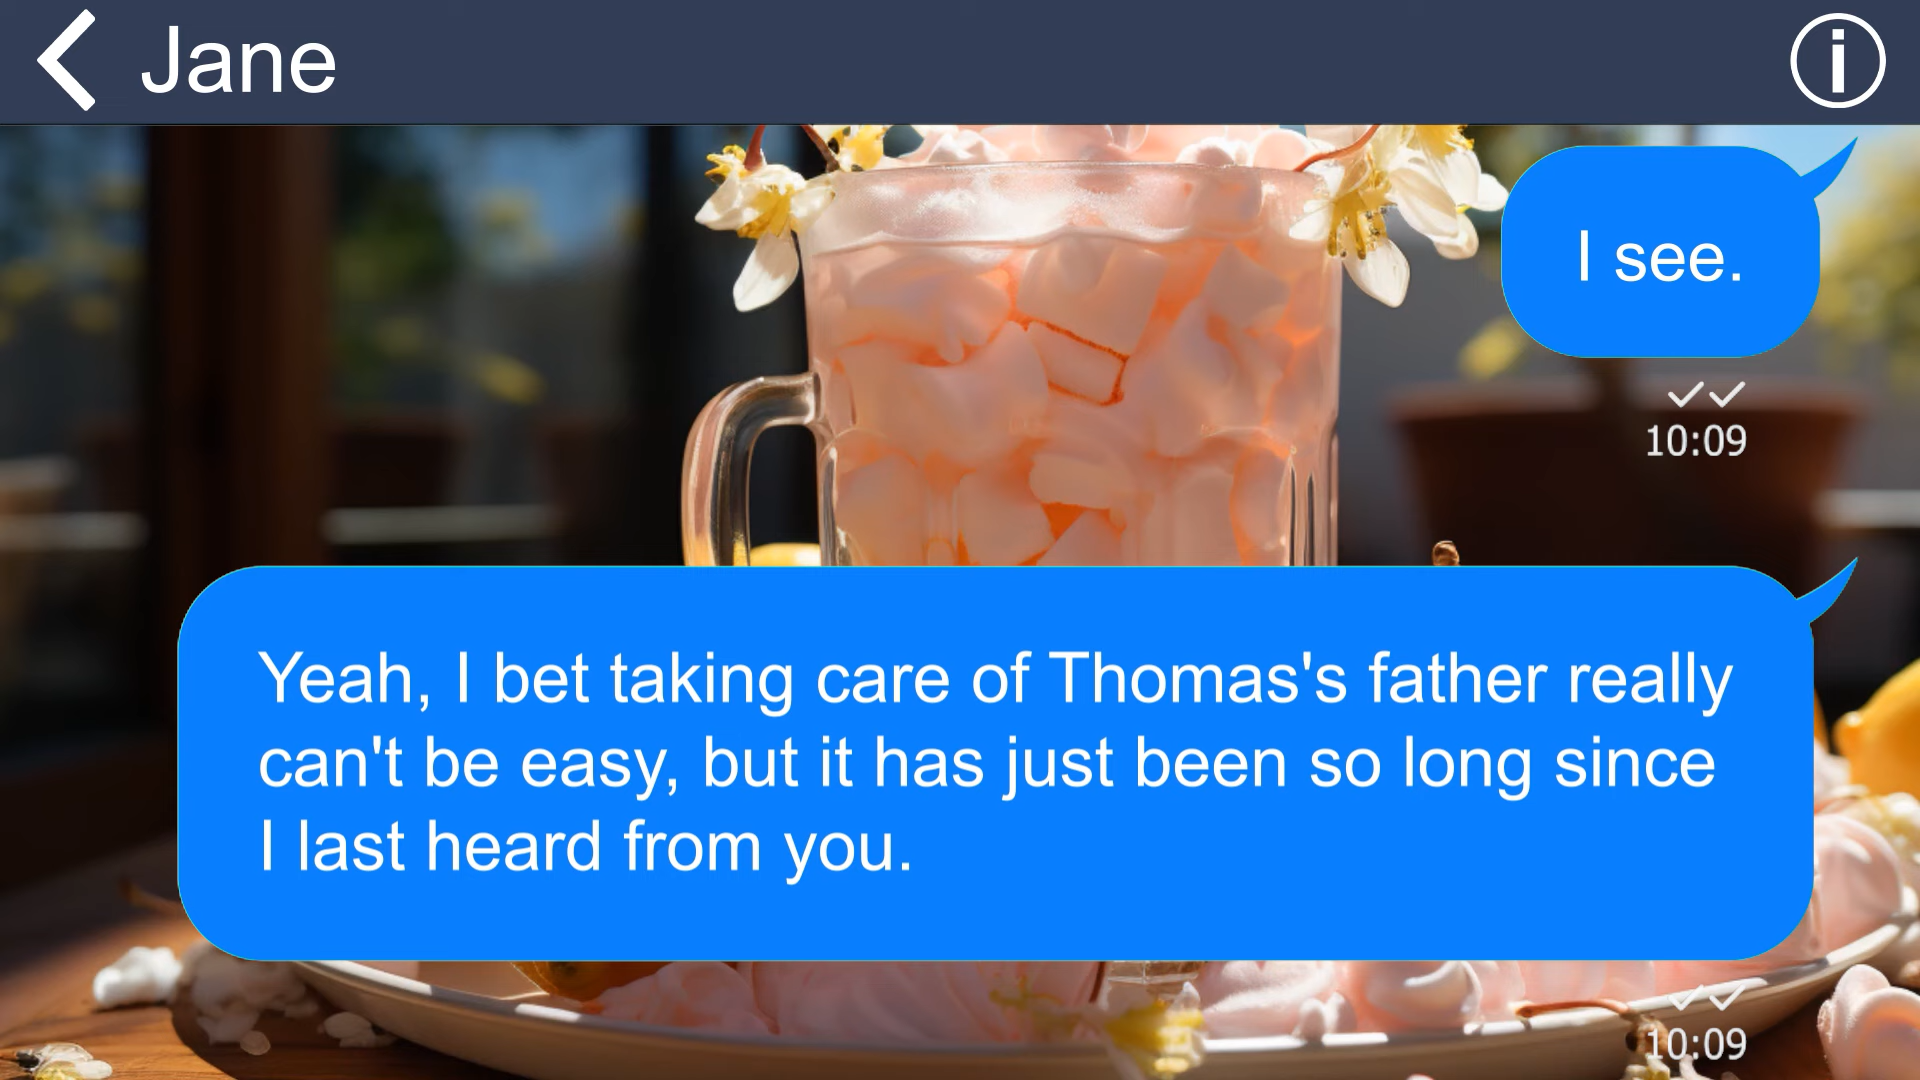 Jane
I see.
10:09
Yeah, I bet taking care of Thomas's father really
can't be easy, but it has just been so long since
I last heard from you.
10:09